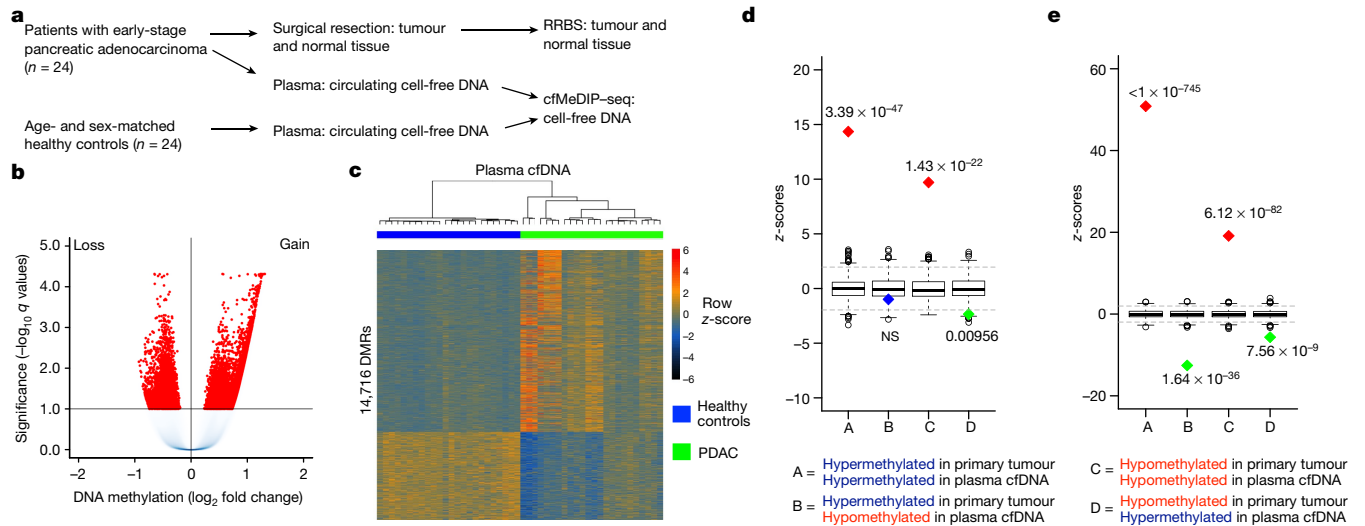 a
Patients with early-stage
pancreatic adenocarcinoma
(n = 24)
Surgical resection: tumour
and normal tissue
RRBS: tumour and
normal tissue
Plasma: circulating cell-free DNA
cfMeDIP–seq:
cell-free DNA
Age- and sex-matched
healthy controls (n = 24)
Plasma: circulating cell-free DNA
b
Loss
Gain
5.0
4.0
3.0
2.0
1.0
0.0
Significance (–log10 q values)
−2
−1
0
1
2
DNA methylation (log2 fold change)
c
Plasma cfDNA
14,716 DMRs
6
4
2
0
−2
−4
−6
Row
z-score
Healthy
controls
PDAC
d
20
15
10
5
0
−5
−10
z-scores
3.39 × 10–47
1.43 × 10–22
NS
0.00956
A
B
C
D
e
60
40
20
0
−20
z-scores
<1 × 10–745
6.12 × 10–82
1.64 × 10–36
7.56 × 10–9
A
B
C
D
A = Hypermethylated in primary tumour
Hypermethylated in plasma cfDNA
B = Hypermethylated in primary tumour
Hypomethylated in plasma cfDNA
C = Hypomethylated in primary tumour
Hypomethylated in plasma cfDNA
D = Hypomethylated in primary tumour
Hypermethylated in plasma cfDNA